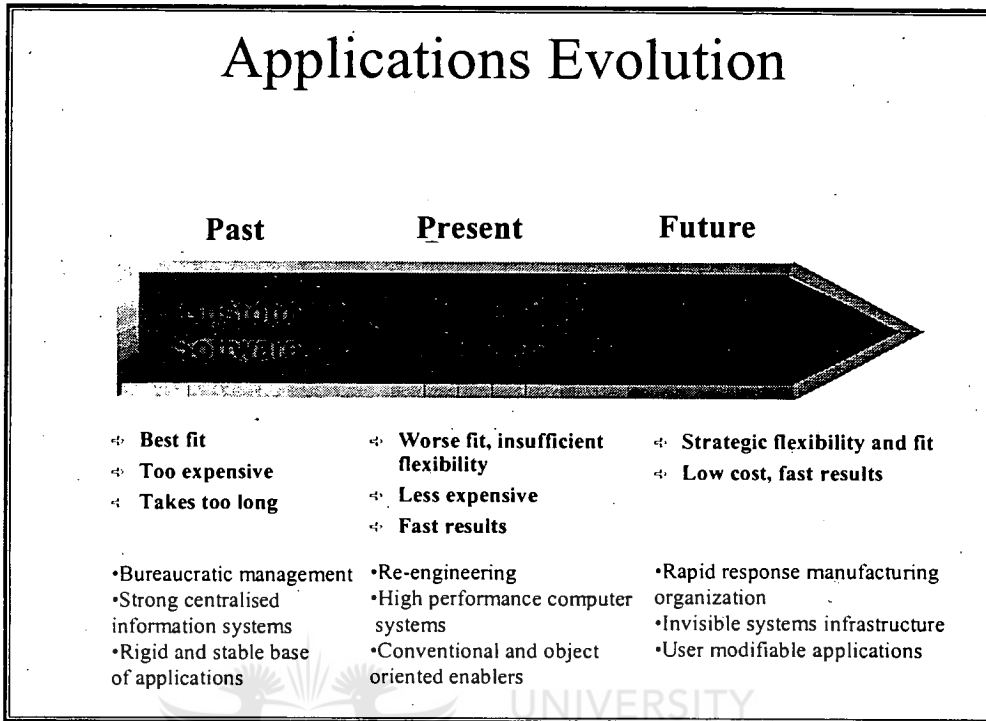 Applications Evolution
Past
Present
Future
Custom
Software
Best fit
Too expensive
Takes too long
Worse fit, insufficient
flexibility
Less expensive
Fast results
Strategic flexibility and fit
Low cost, fast results
•Bureaucratic management
•Strong centralised
information systems
•Rigid and stable base
of applications
•Re-engineering
•High performance computer
systems
•Conventional and object
oriented enablers
•Rapid response manufacturing
organization
•Invisible systems infrastructure
•User modifiable applications
UNIVERSITY